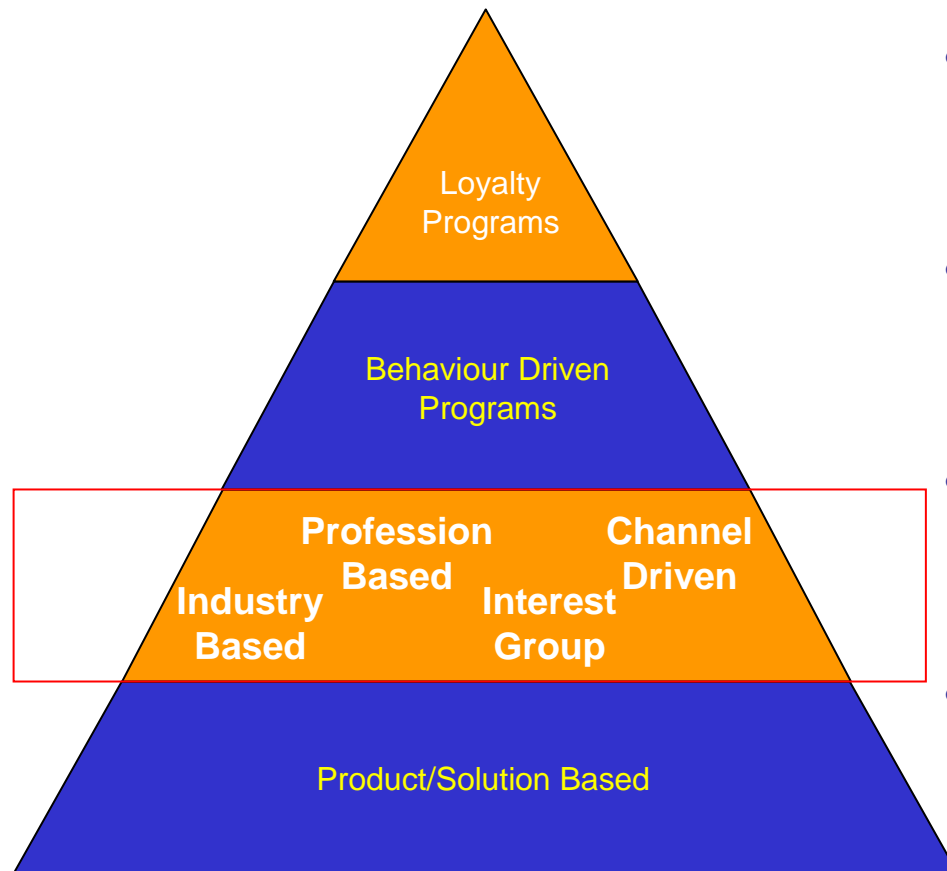 Loyalty
Programs
Behaviour Driven
Programs
Profession
Based
Channel
Driven
Industry
Based
Interest
Group
Product/Solution Based